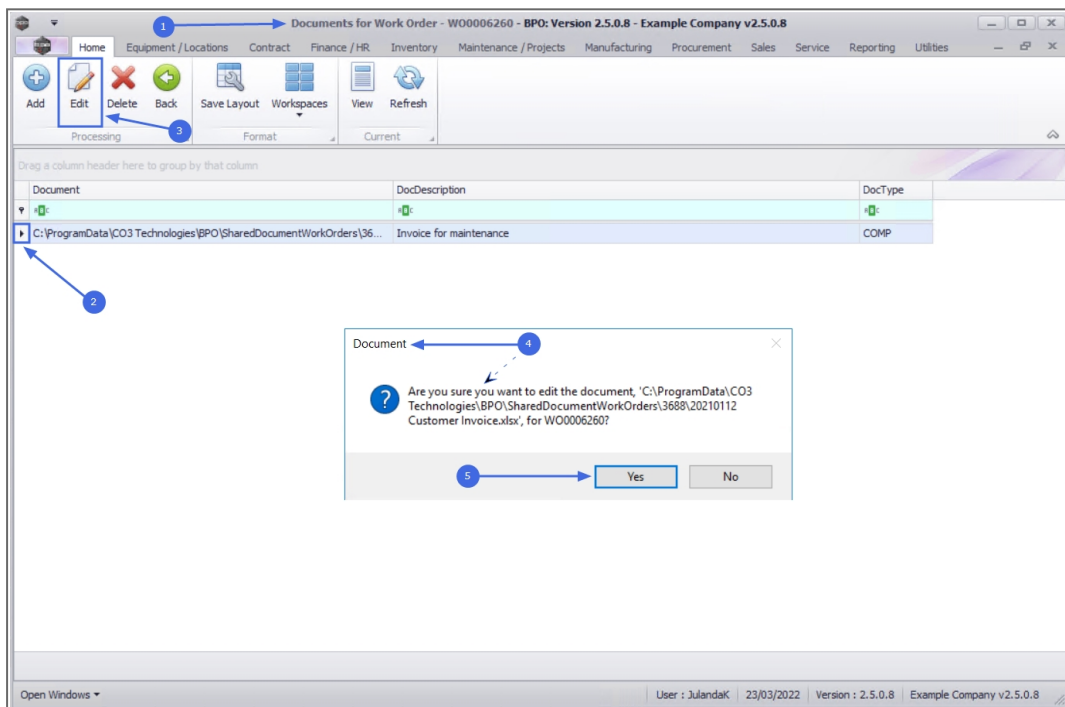 1
Documents for Work Order - WO0006260 - BPO: Version 2.5.0.8 - Example Company v2.5.0.8
Home Equipment / Locations Contract Finance / HR Inventory Maintenance / Projects Manufacturing Procurement Sales Service Reporting Utilities
Add Edit Delete Back Save Layout Workspaces View Refresh
3
Processing Format Current
Drag a column header here to group by that column
Document DocDescription DocType
C:\ProgramData\CO3 Technologies\BPO\SharedDocumentWorkOrders\36... Invoice for maintenance COMP
2
Document 4
Are you sure you want to edit the document, 'C:\ProgramData\CO3
Technologies\BPO\SharedDocumentWorkOrders\3688\20210112
Customer Invoice.xlsx', for WO0006260?
5 Yes No
Open Windows User : JulandaK 23/03/2022 Version : 2.5.0.8 Example Company v2.5.0.8